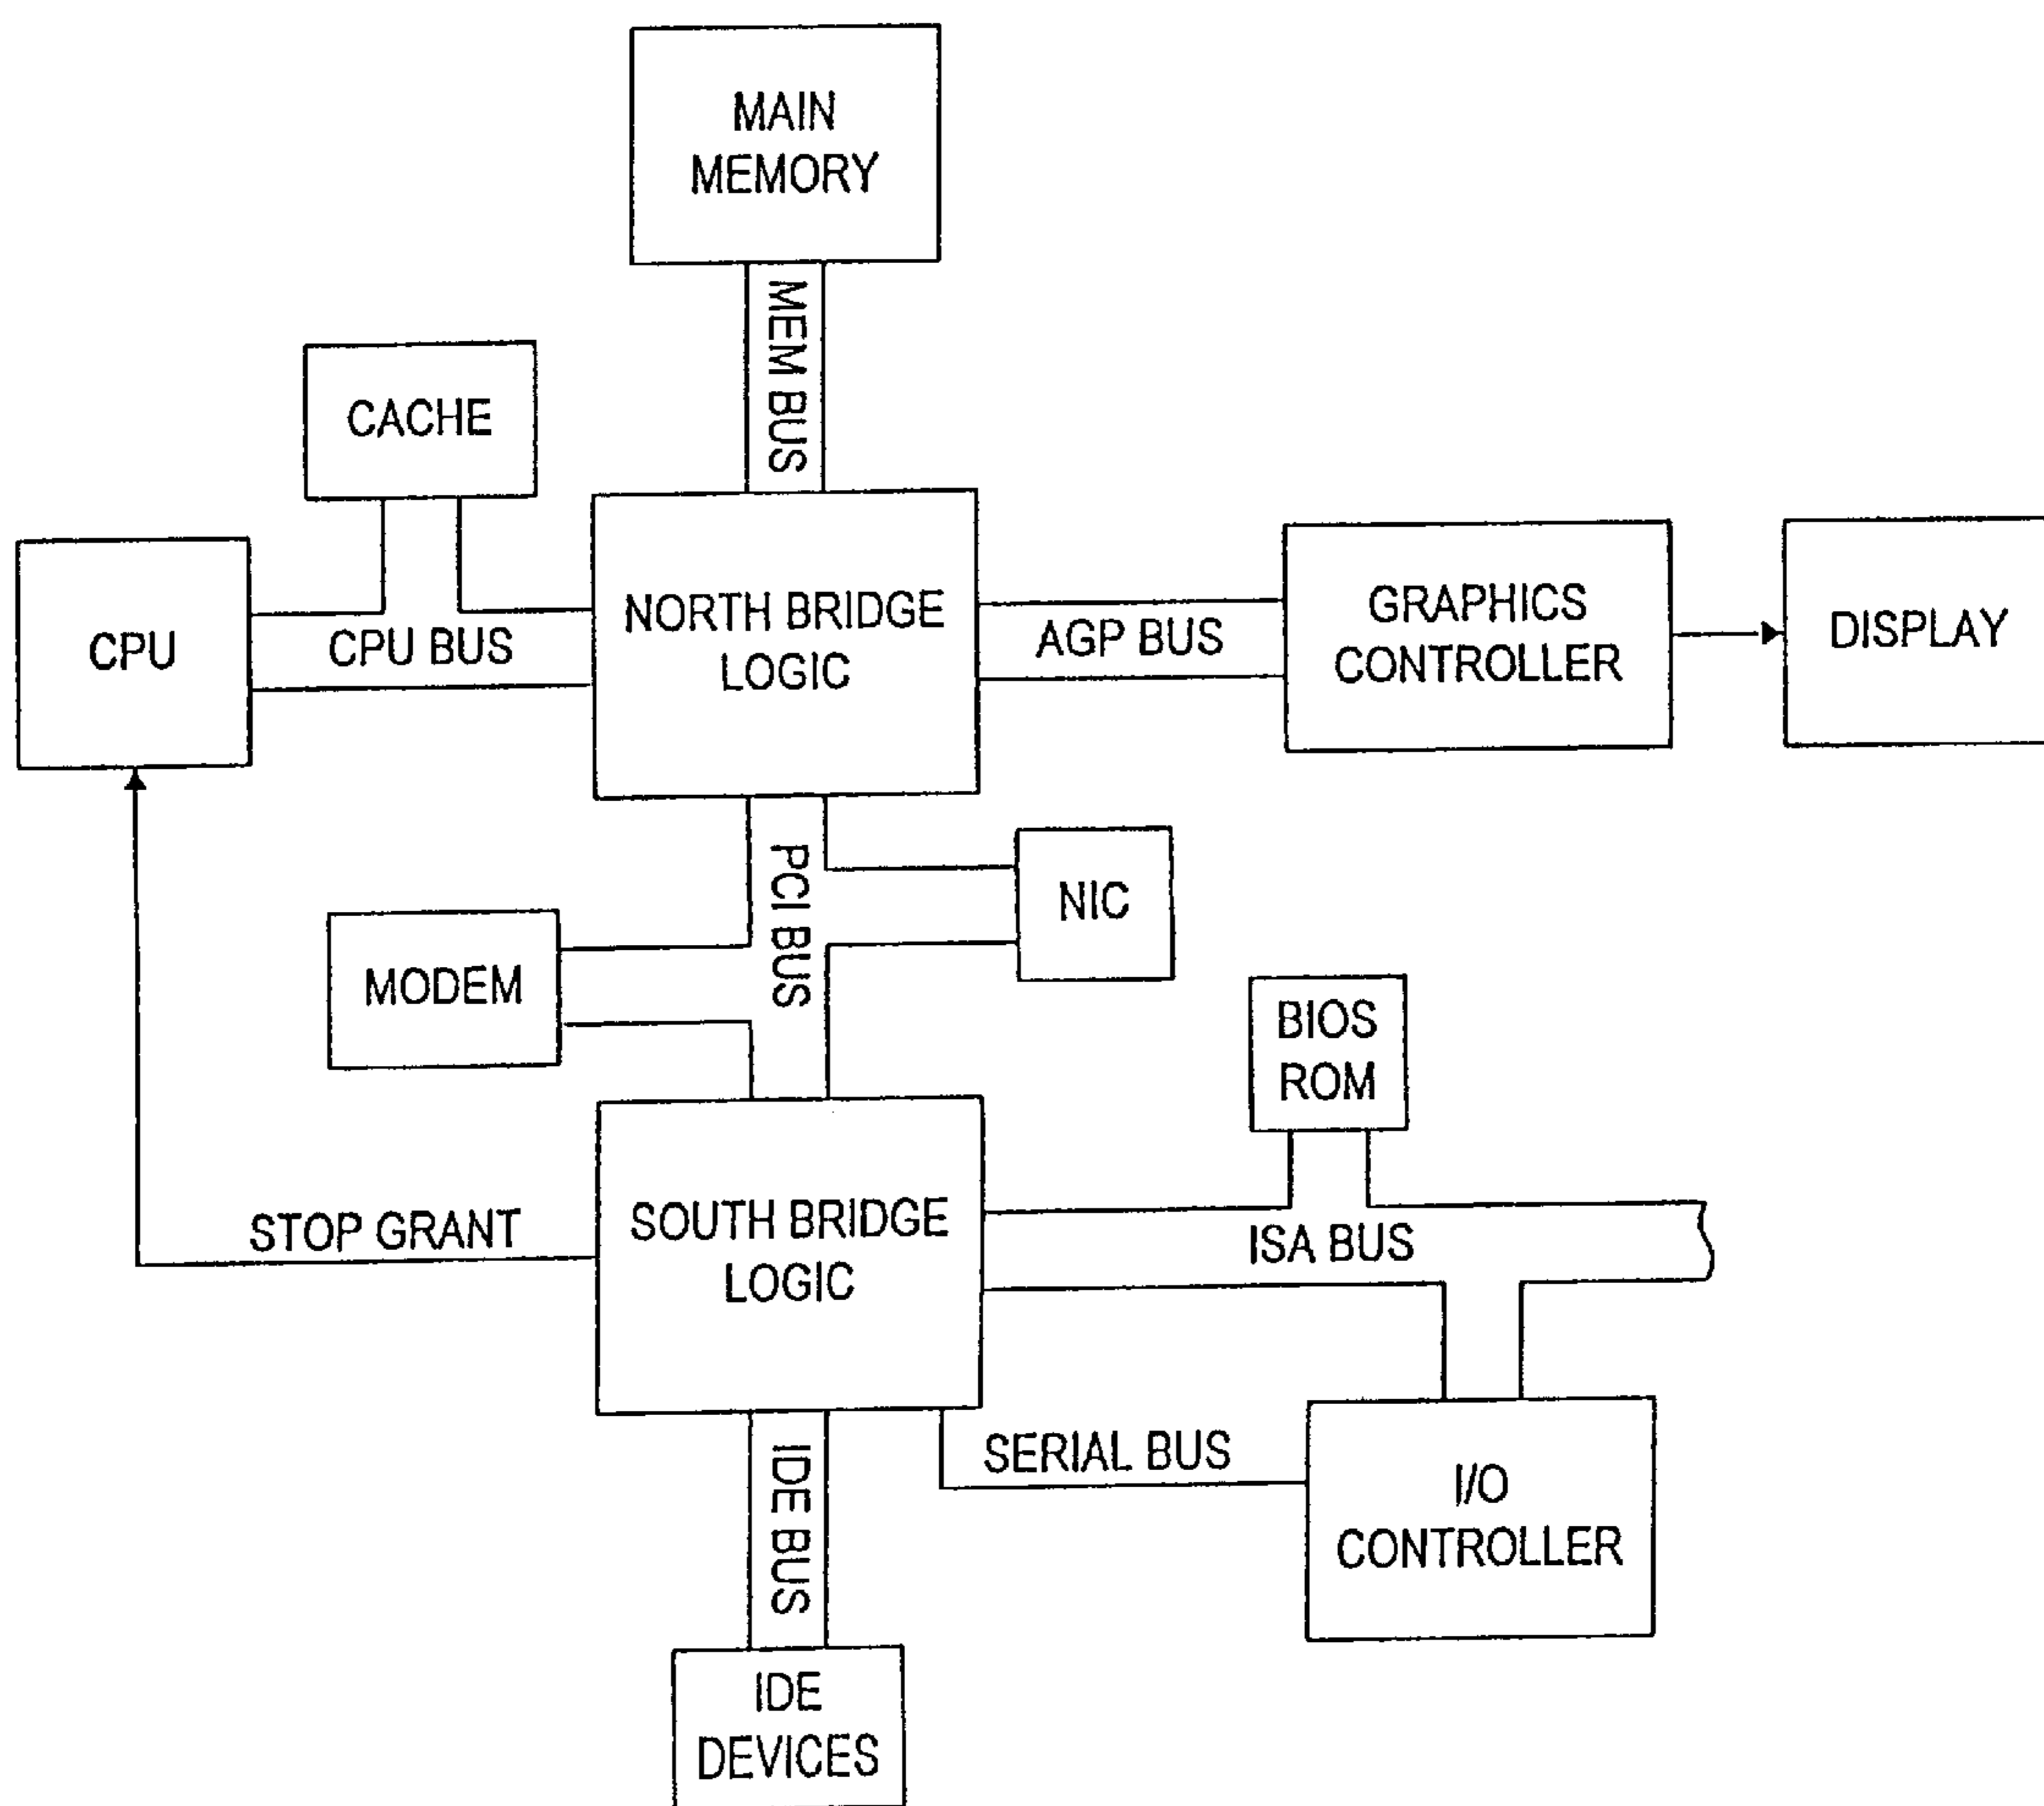 MAIN
MEMORY
MEM BUS
CACHE
CPU
CPU BUS
NORTH BRIDGE
LOGIC
AGP BUS
GRAPHICS
CONTROLLER
DISPLAY
PCI BUS
NIC
MODEM
BIOS
ROM
STOP GRANT
SOUTH BRIDGE
LOGIC
ISA BUS
SERIAL BUS
I/O
CONTROLLER
IDE BUS
IDE
DEVICES